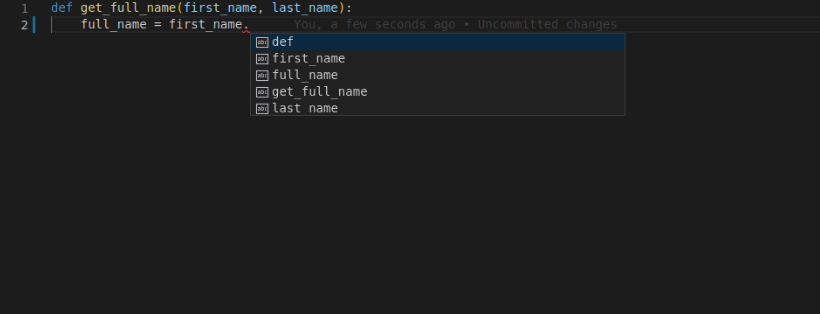 1 def get_full_name(first_name, last_name):
2 full_name = first_name. You, a few seconds ago • Uncommitted changes
abc def
abc first_name
abc full_name
abc get_full_name
abc last_name